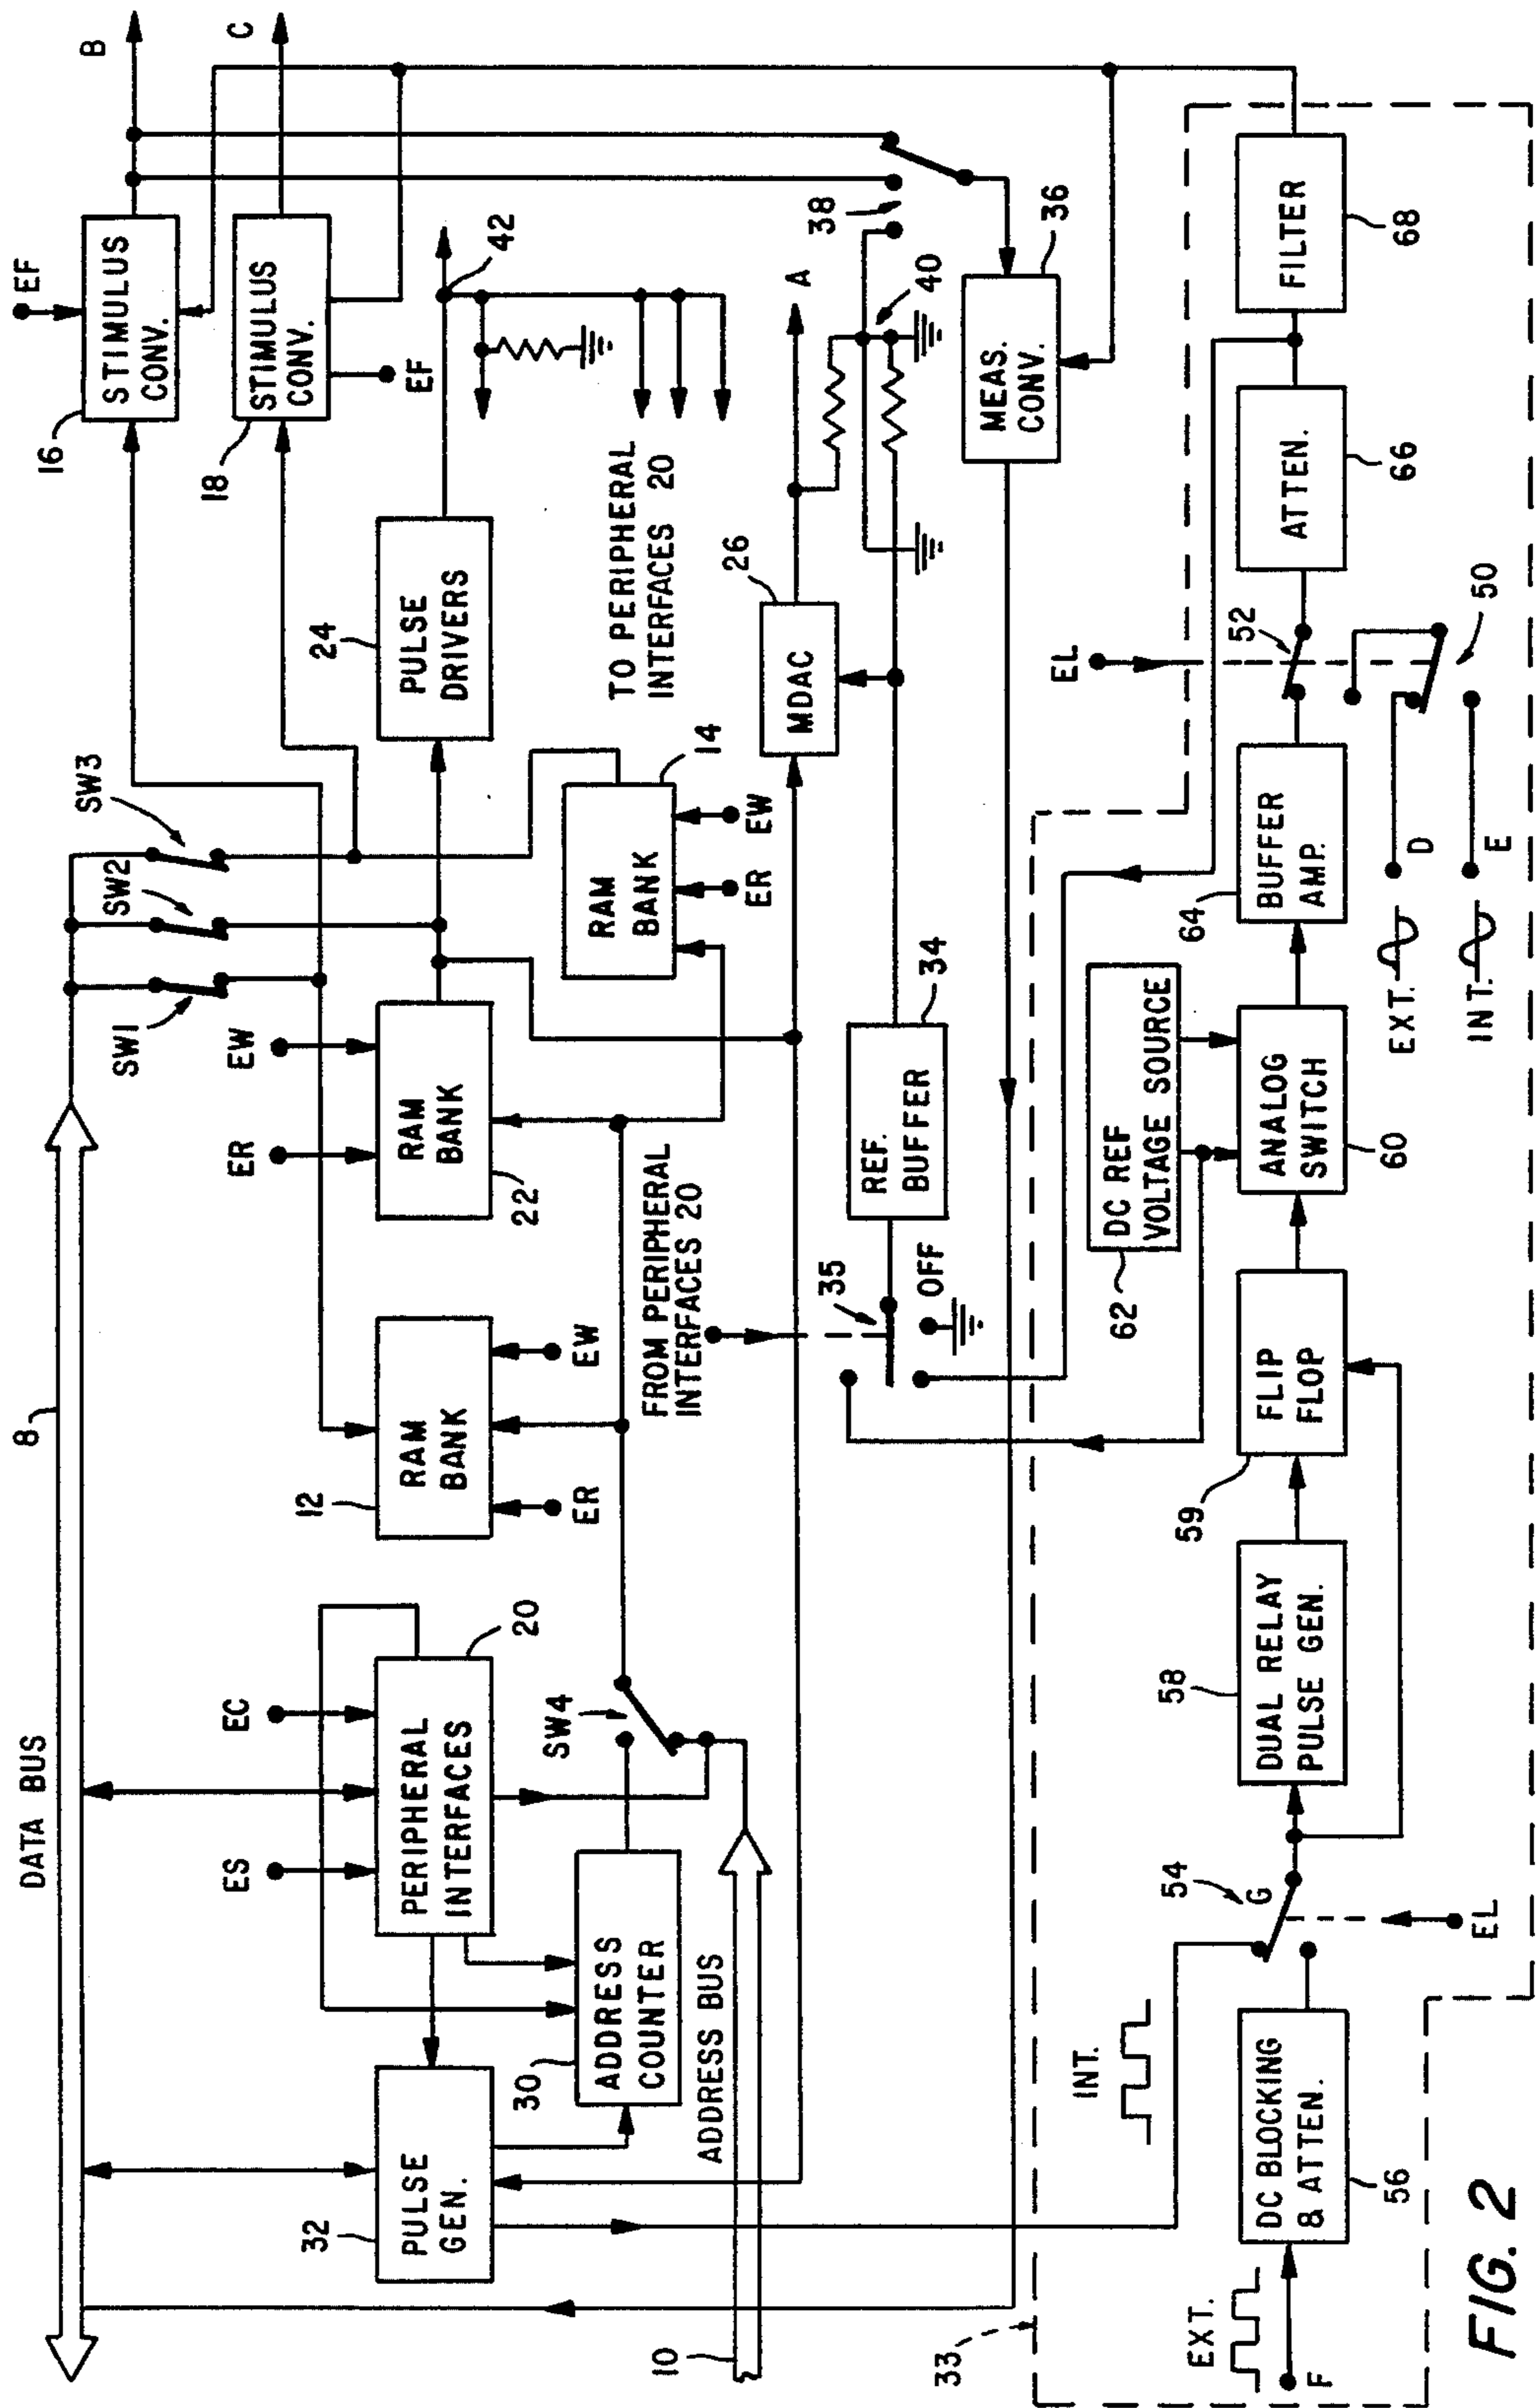 8
DATA BUS
SW1
SW2
SW3
EF
16
STIMULUS
CONV.
B
18
STIMULUS
CONV.
EF
C
ES
EC
ER
EW
32
PULSE
GEN.
PERIPHERAL
INTERFACES
20
12
RAM
BANK
ER
EW
RAM
BANK
22
24
PULSE
DRIVERS
42
30
ADDRESS
COUNTER
SW4
RAM
BANK
14
ER
EW
TO PERIPHERAL
INTERFACES 20
10
ADDRESS BUS
FROM PERIPHERAL
INTERFACES 20
26
MDAC
A
38
40
35
OFF
REF.
BUFFER
34
MEAS.
CONV.
36
33
INT.
EXT.
F
DC BLOCKING
& ATTEN.
56
54
G
EL
58
DUAL RELAY
PULSE GEN.
59
FLIP
FLOP
62
DC REF
VOLTAGE SOURCE
ANALOG
SWITCH
60
64
BUFFER
AMP.
EL
52
ATTEN.
66
FILTER
68
EXT.
D
INT.
E
50
FIG. 2